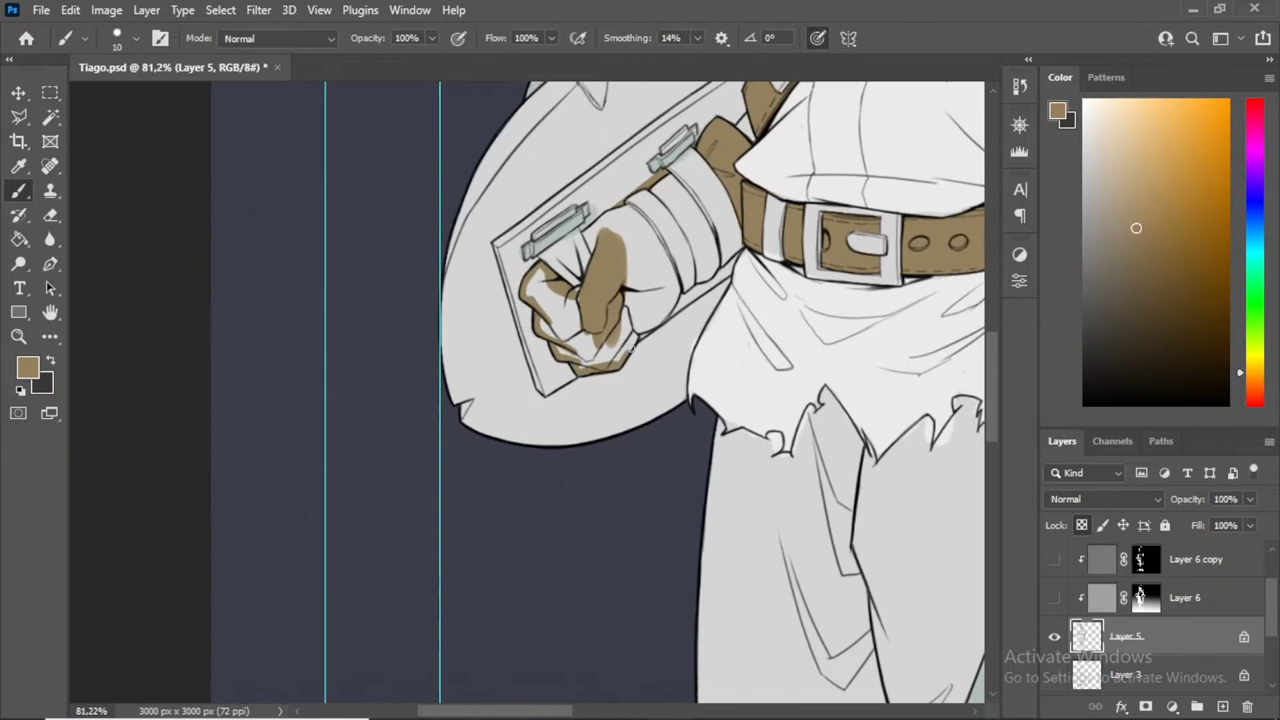 Ps File Edit Image Layer Type Select Filter 3D View Plugins Window Help
10 Mode: Normal Opacity: 100% Flow: 100% Smoothing: 14% 0°
Tiago.psd @ 81,2% (Layer 5, RGB/8#) * ×
Color Patterns
Layers Channels Paths
Kind
Normal Opacity: 100%
Lock: Fill: 100%
Layer 6 copy
Layer 6
Layer 5
Activate Windows
Go to Settings to activate Windows.
Layer 3
81,22% 3000 px x 3000 px (72 ppi)